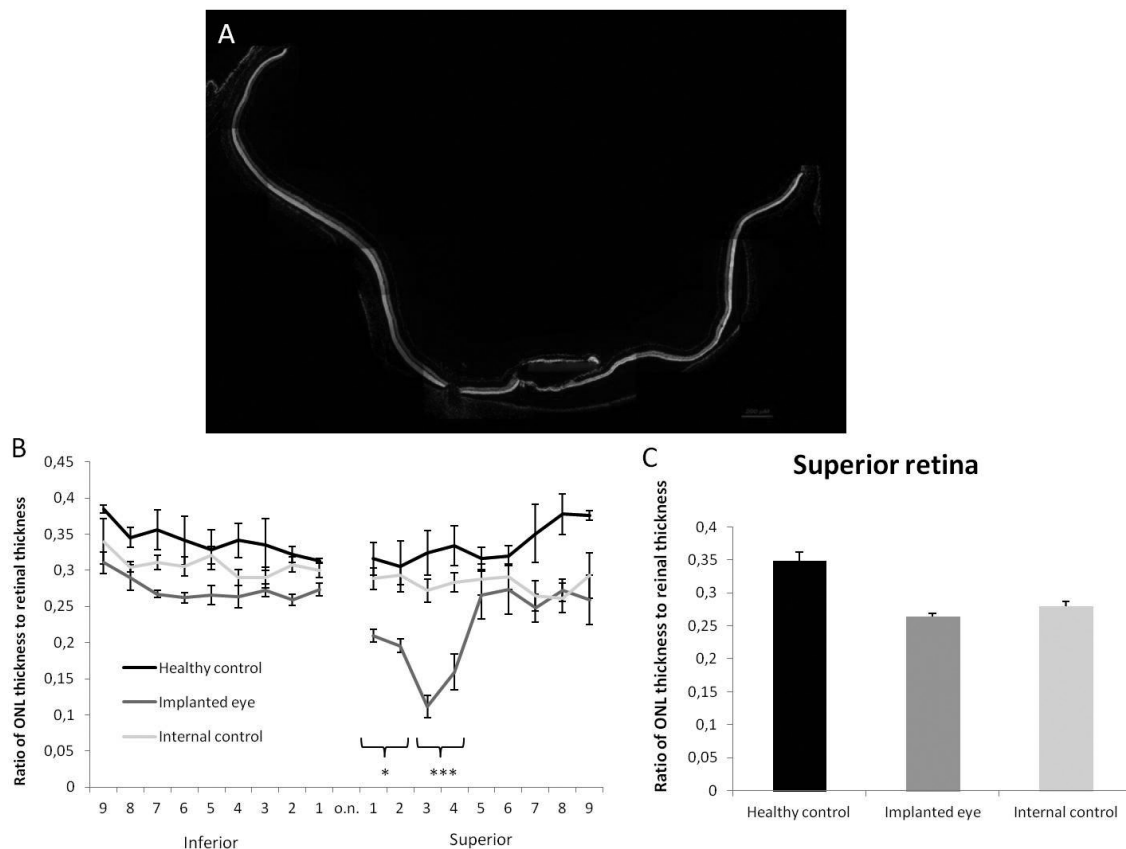 A
B
Ratio of ONL thickness to retinal thickness
0,45
0,4
0,35
0,3
0,25
0,2
0,15
0,1
0,05
0
Healthy control
Implanted eye
Internal control
* ***
9 8 7 6 5 4 3 2 1 o.n. 1 2 3 4 5 6 7 8 9
Inferior Superior
C
Superior retina
Ratio of ONL thickness to retinal thickness
0,4
0,35
0,3
0,25
0,2
0,15
0,1
0,05
0
Healthy control Implanted eye Internal control